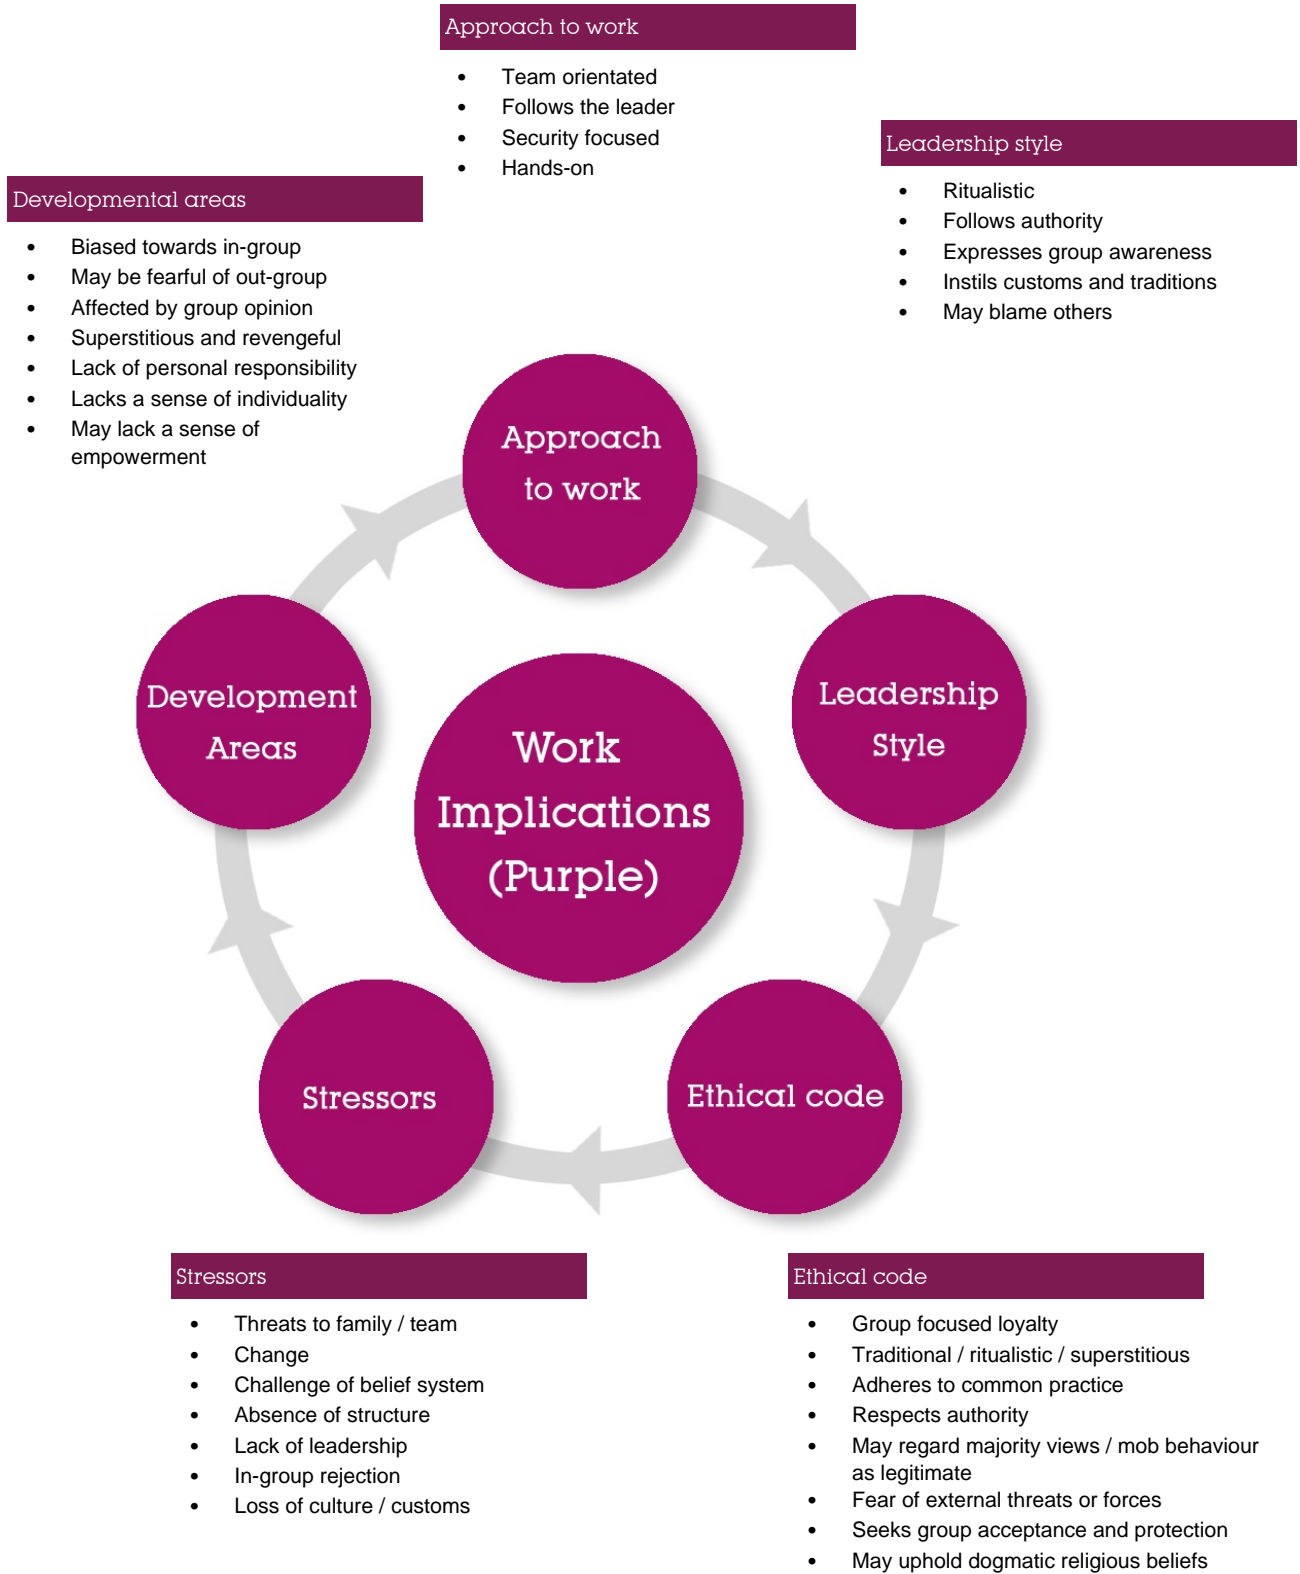 Approach to work
• Team orientated
• Follows the leader
• Security focused
• Hands-on
Leadership style
• Ritualistic
• Follows authority
• Expresses group awareness
• Instils customs and traditions
• May blame others
Developmental areas
• Biased towards in-group
• May be fearful of out-group
• Affected by group opinion
• Superstitious and revengeful
• Lack of personal responsibility
• Lacks a sense of individuality
• May lack a sense of
empowerment
Approach
to work
Leadership
Style
Development
Areas
Work
Implications
(Purple)
Stressors
Ethical code
Stressors
• Threats to family / team
• Change
• Challenge of belief system
• Absence of structure
• Lack of leadership
• In-group rejection
• Loss of culture / customs
Ethical code
• Group focused loyalty
• Traditional / ritualistic / superstitious
• Adheres to common practice
• Respects authority
• May regard majority views / mob behaviour
as legitimate
• Fear of external threats or forces
• Seeks group acceptance and protection
• May uphold dogmatic religious beliefs